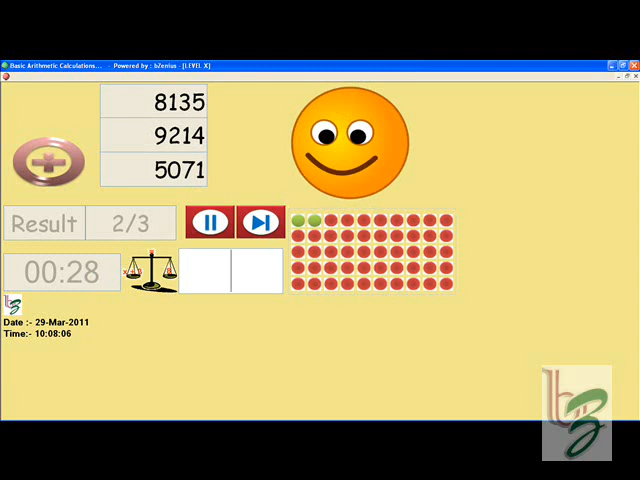 Basic Arithmetic Calculations... - Powered by : bZenius - [LEVEL X]
8135
9214
5071
Result 2/3
00:28
Date :- 29-Mar-2011
Time:- 10:08:06